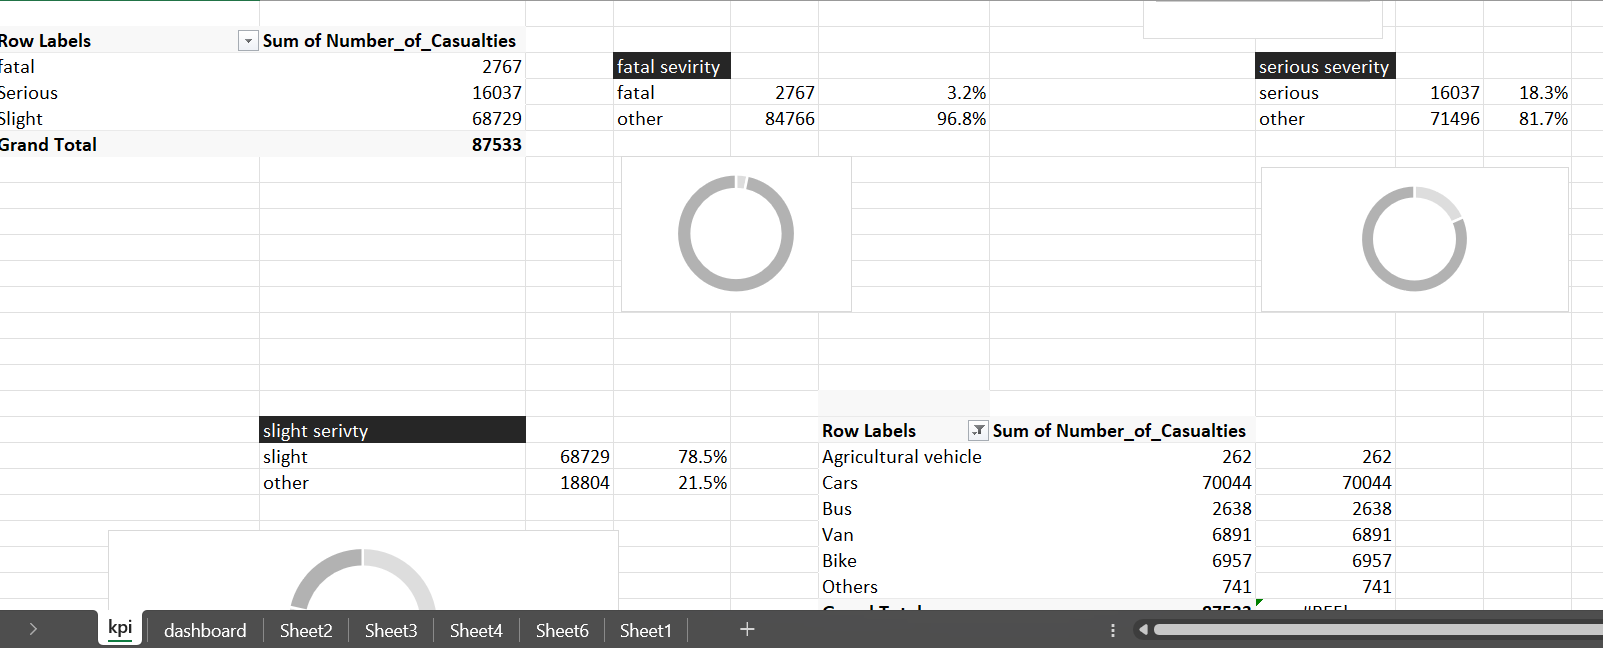 Row Labels Sum of Number_of_Casualties
fatal 2767
Serious 16037
Slight 68729
Grand Total 87533
fatal sevirity
fatal 2767 3.2%
other 84766 96.8%
serious severity
serious 16037 18.3%
other 71496 81.7%
slight serivty
slight 68729 78.5%
other 18804 21.5%
Row Labels Sum of Number_of_Casualties
Agricultural vehicle 262 262
Cars 70044 70044
Bus 2638 2638
Van 6891 6891
Bike 6957 6957
Others 741 741
Grand Total 87533
kpi dashboard Sheet2 Sheet3 Sheet4 Sheet6 Sheet1